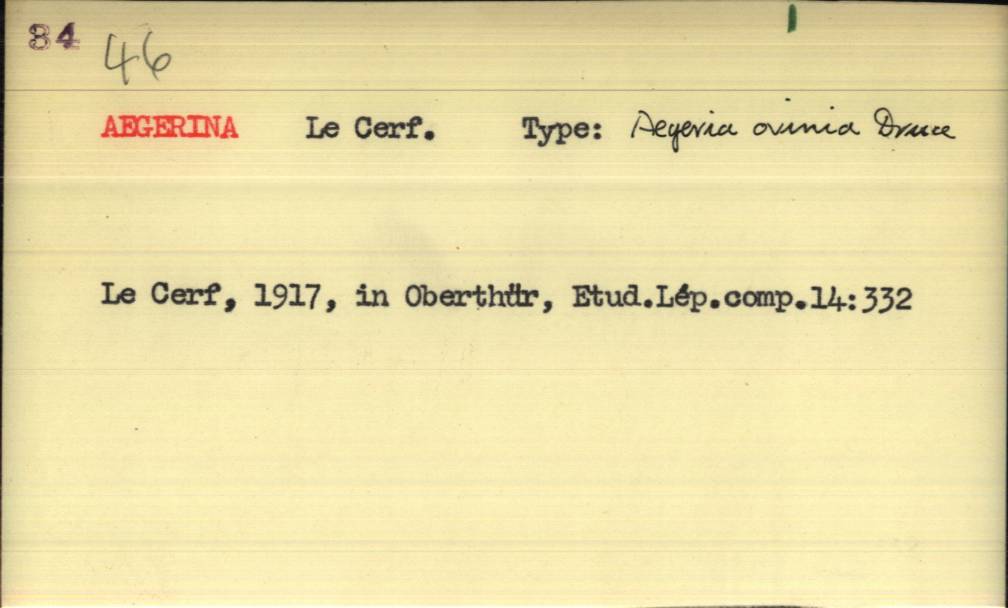 84 46
AEGERINA Le Cerf. Type: Aegeria ovinia Druce
Le Cerf, 1917, in Oberthür, Etud.Lép.comp.14:332